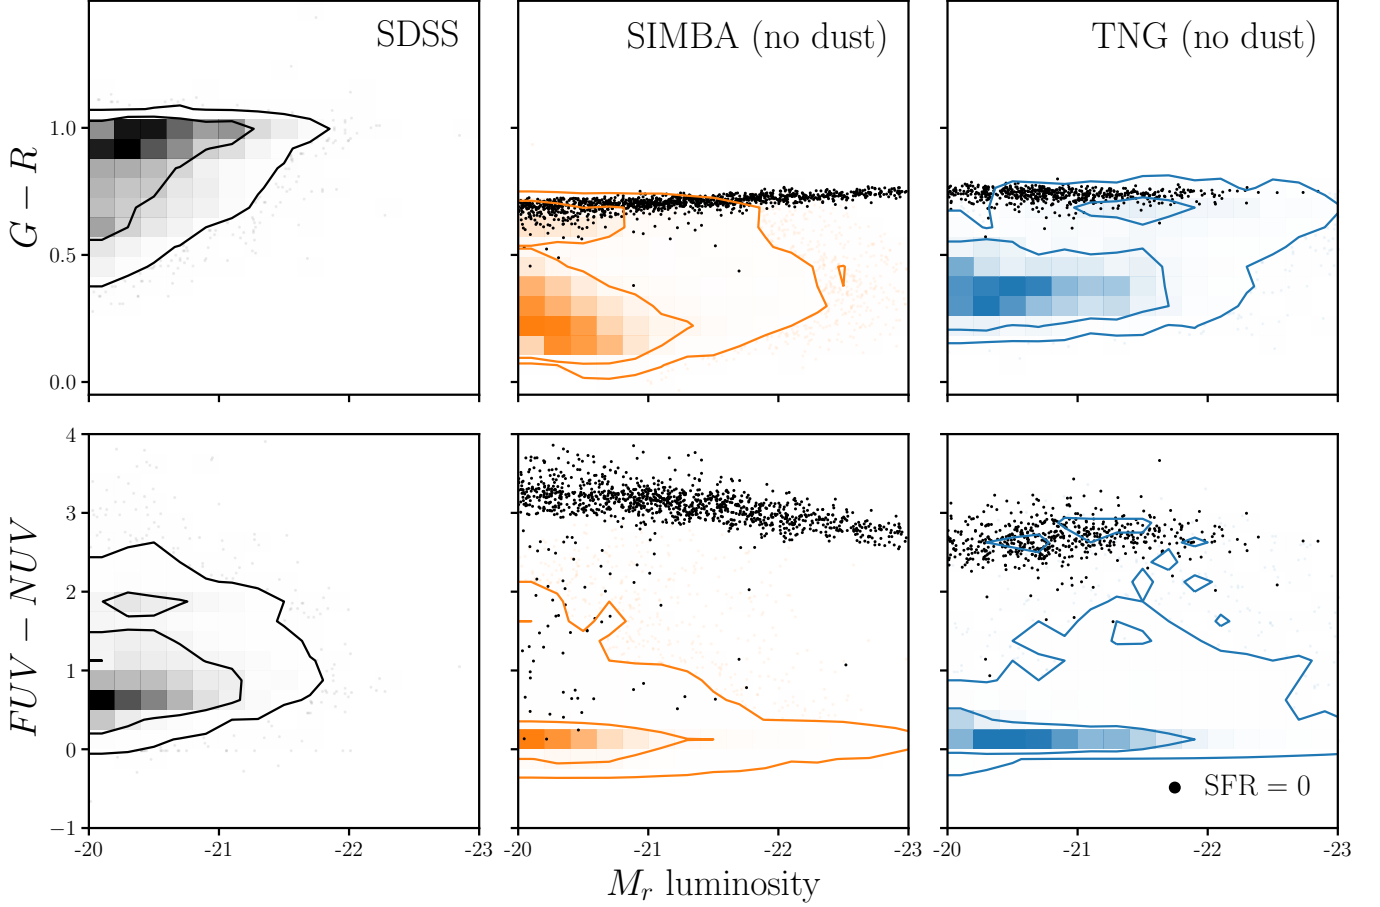 SDSS
SIMBA (no dust)
TNG (no dust)
G − R
1.0
0.5
0.0
FUV − NUV
4
3
2
1
0
−1
SFR = 0
-20 -21 -22 -23
-20 -21 -22 -23
-20 -21 -22 -23
M_r luminosity